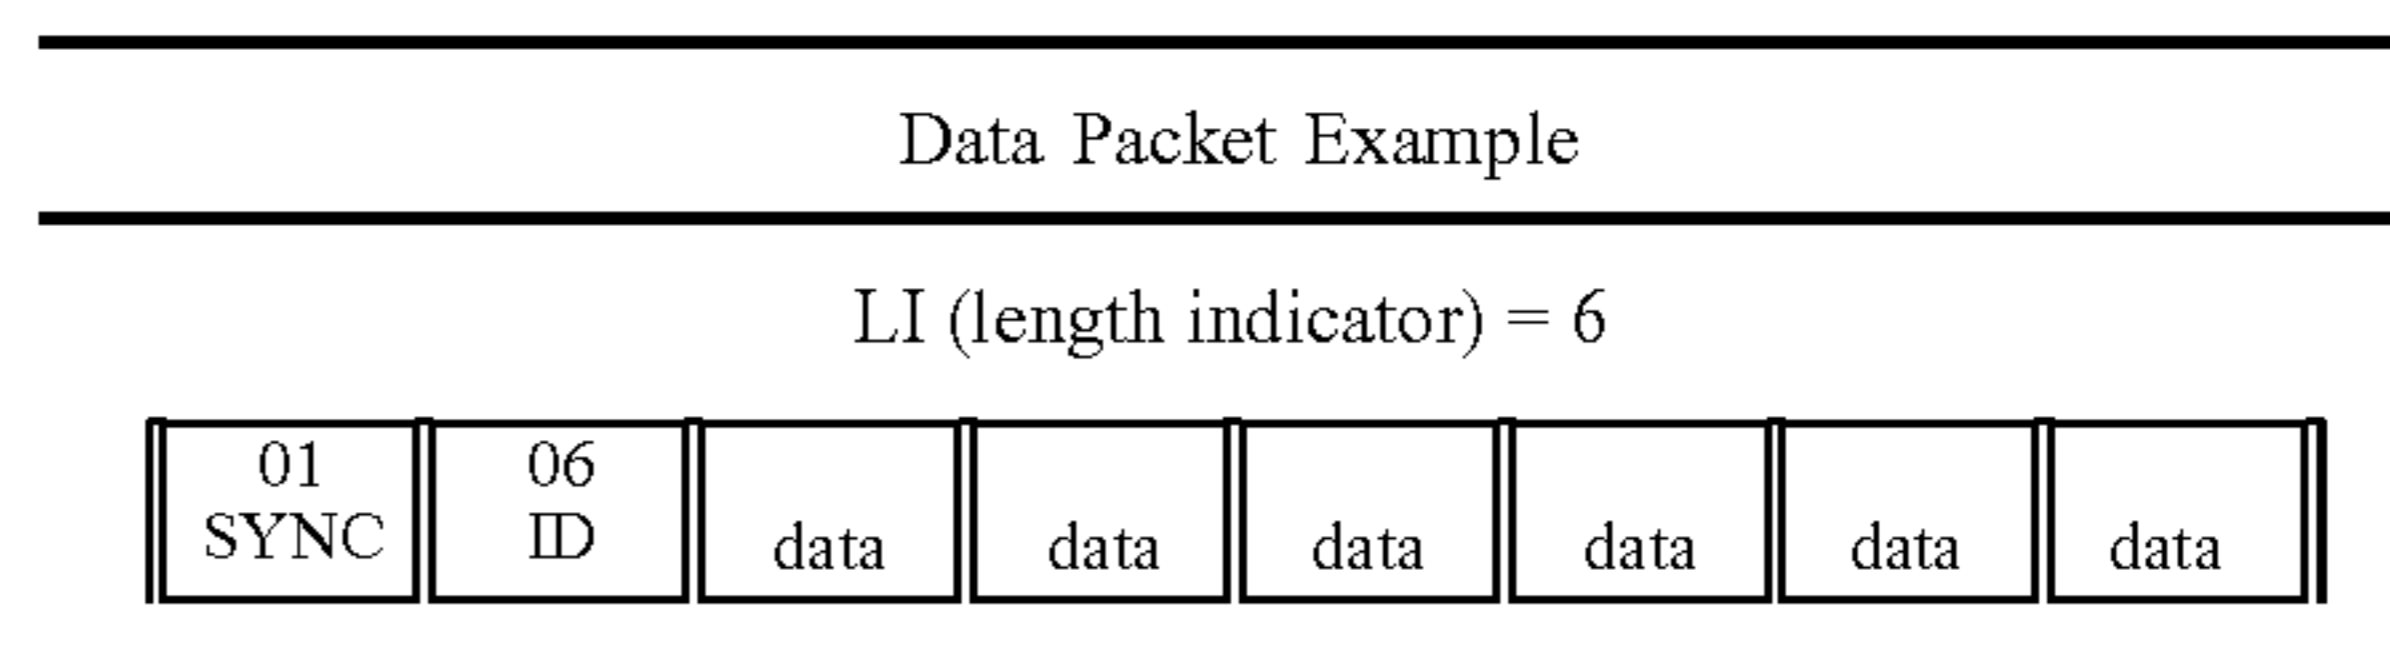 Data Packet Example
LI (length indicator) = 6
01 06
SYNC ID data data data data data data